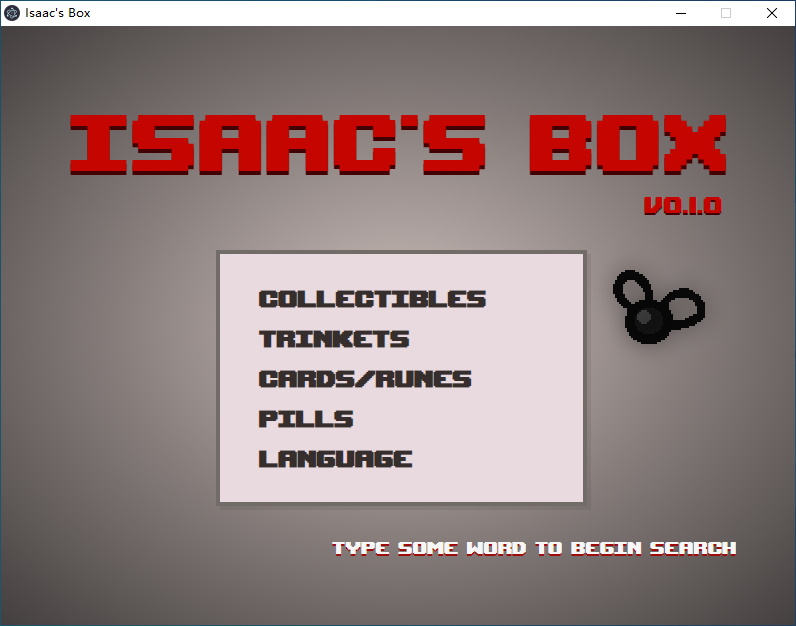 Isaac's Box
ISAAC'S BOX
V0.1.0
COLLECTIBLES
TRINKETS
CARDS/RUNES
PILLS
LANGUAGE
TYPE SOME WORD TO BEGIN SEARCH